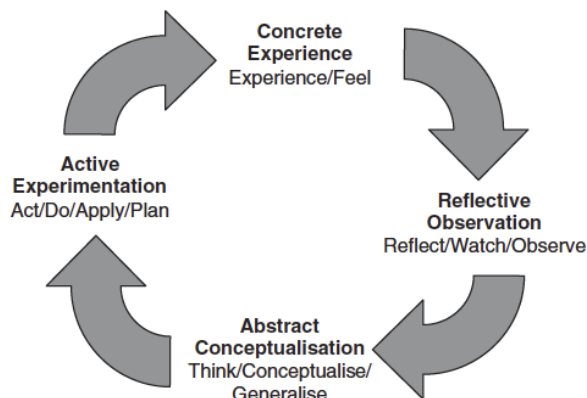 Concrete
Experience
Experience/Feel
Reflective
Observation
Reflect/Watch/Observe
Abstract
Conceptualisation
Think/Conceptualise/
Generalise
Active
Experimentation
Act/Do/Apply/Plan